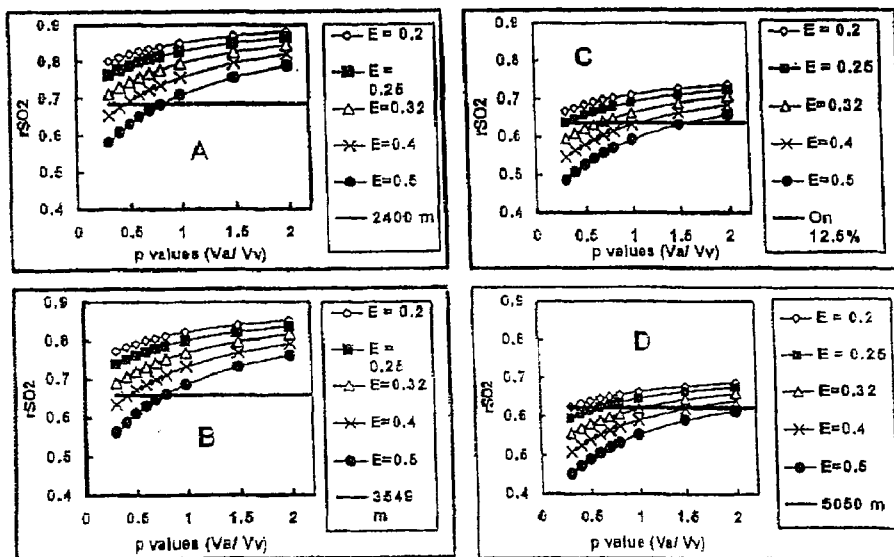 0.9
0.8
0.7
0.6
0.5
0.4
rSO2
A
0 0.5 1 1.5 2
p values (Va/ Vv)
E = 0.2
E =
0.25
E=0.32
E=0.4
E=0.5
2400 m
0.9
0.8
0.7
0.6
0.5
0.4
rSO2
C
0 0.5 1 1.5 2
p values (Va/ Vv)
E = 0.2
E = 0.25
E=0.32
E=0.4
E=0.5
On
12.5%
0.9
0.8
0.7
0.6
0.5
0.4
rSO2
B
0 0.5 1 1.5 2
p values (Va/ Vv)
E = 0.2
E =
0.25
E=0.32
E=0.4
E=0.5
3549
m
0.9
0.8
0.7
0.6
0.5
0.4
rSO2
D
0.5 1 1.5 2
p value (Va/ Vv)
E = 0.2
E = 0.25
E=0.32
E=0.4
E=0.5
5050 m